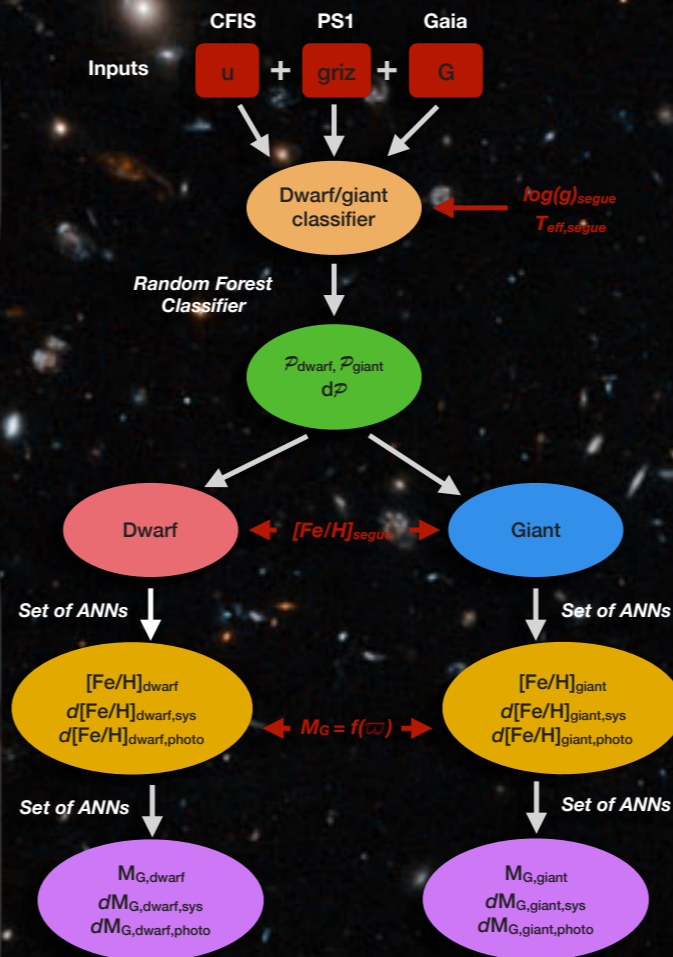 CFIS PS1 Gaia
Inputs u + griz + G
Dwarf/giant
classifier
log(g)segue
Teff,segue
Random Forest
Classifier
𝒫dwarf, 𝒫giant
d𝒫
Dwarf [Fe/H]segue Giant
Set of ANNs Set of ANNs
[Fe/H]dwarf
d[Fe/H]dwarf,sys
d[Fe/H]dwarf,photo
MG = f(ϖ)
[Fe/H]giant
d[Fe/H]giant,sys
d[Fe/H]giant,photo
Set of ANNs Set of ANNs
MG,dwarf
dMG,dwarf,sys
dMG,dwarf,photo
MG,giant
dMG,giant,sys
dMG,giant,photo